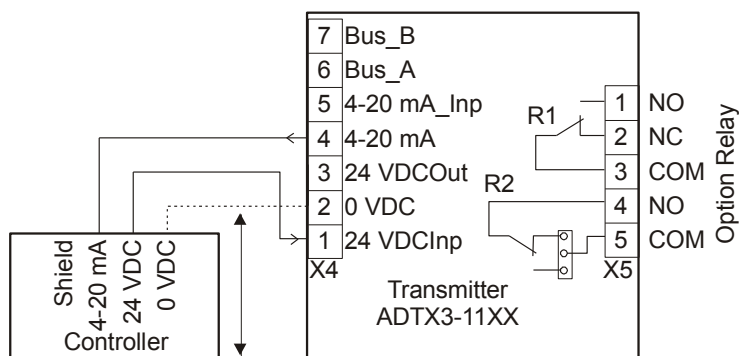 7 Bus_B
6 Bus_A
5 4-20 mA_Inp
4 4-20 mA
3 24 VDCOut
2 0 VDC
1 24 VDCInp
X4
R1
R2
1 NO
2 NC
3 COM
4 NO
5 COM
X5
Option Relay
Transmitter
ADTX3-11XX
Shield
4-20 mA
24 VDC
0 VDC
Controller